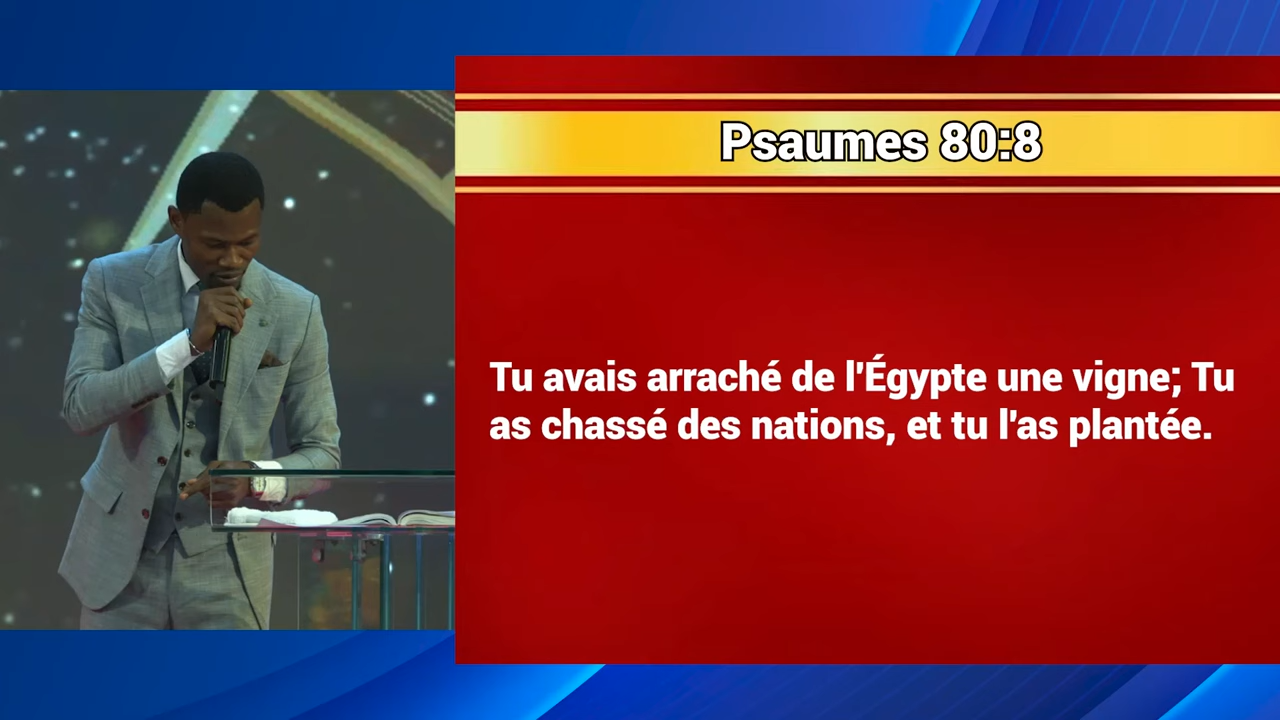 Psaumes 80:8
Tu avais arraché de l'Égypte une vigne; Tu
as chassé des nations, et tu l'as plantée.